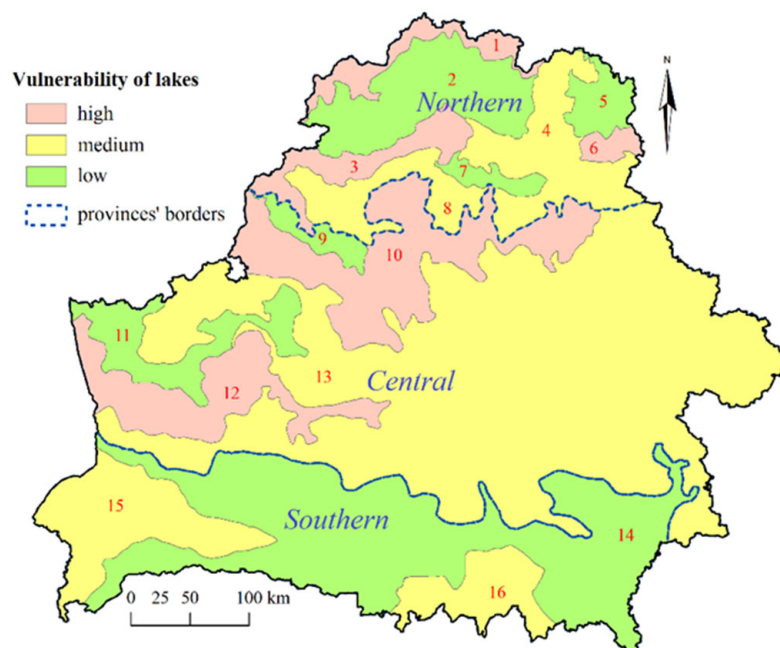 Vulnerability of lakes
high
medium
low
provinces' borders
N
1
2
Northern
5
4
6
3
7
8
9
10
11
12
13
Central
15
Southern
14
16
0 25 50 100 km